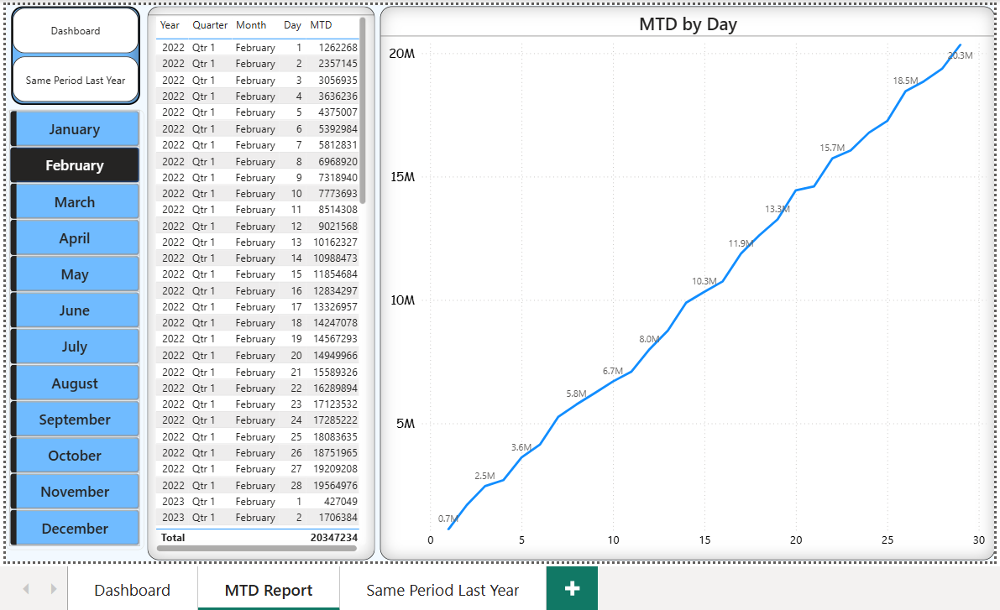 Dashboard
Same Period Last Year
January
February
March
April
May
June
July
August
September
October
November
December
Year Quarter Month Day MTD
2022 Qtr 1 February 1 1262268
2022 Qtr 1 February 2 2357145
2022 Qtr 1 February 3 3056935
2022 Qtr 1 February 4 3636236
2022 Qtr 1 February 5 4375007
2022 Qtr 1 February 6 5392984
2022 Qtr 1 February 7 5812831
2022 Qtr 1 February 8 6968920
2022 Qtr 1 February 9 7318940
2022 Qtr 1 February 10 7773693
2022 Qtr 1 February 11 8514308
2022 Qtr 1 February 12 9021568
2022 Qtr 1 February 13 10162327
2022 Qtr 1 February 14 10988473
2022 Qtr 1 February 15 11854684
2022 Qtr 1 February 16 12834297
2022 Qtr 1 February 17 13326957
2022 Qtr 1 February 18 14247078
2022 Qtr 1 February 19 14567293
2022 Qtr 1 February 20 14949966
2022 Qtr 1 February 21 15589326
2022 Qtr 1 February 22 16289894
2022 Qtr 1 February 23 17123532
2022 Qtr 1 February 24 17285222
2022 Qtr 1 February 25 18083635
2022 Qtr 1 February 26 18751965
2022 Qtr 1 February 27 19209208
2022 Qtr 1 February 28 19564976
2023 Qtr 1 February 1 427049
2023 Qtr 1 February 2 1706384
Total 20347234
MTD by Day
20M
15M
10M
5M
0.7M
2.5M
3.6M
5.8M
6.7M
8.0M
10.3M
11.9M
13.3M
15.7M
18.5M
20.3M
0 5 10 15 20 25 30
Dashboard MTD Report Same Period Last Year +